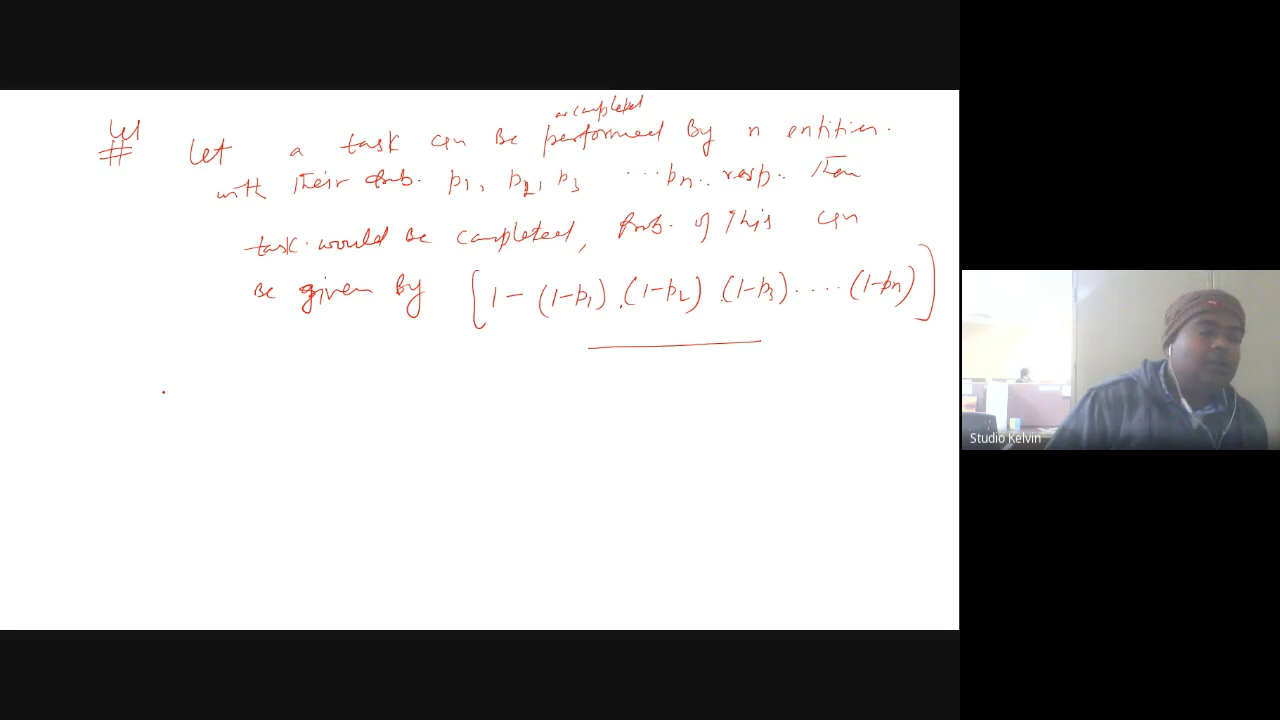 or completed
# Let a task can be performed by n entities.
with their prob. p1, p2, p3 ... pn.. resp.. then
task would be completed, prob. of this can
be given by [1-(1-p1).(1-p2).(1-p3)....(1-pn)]
Studio Kelvin